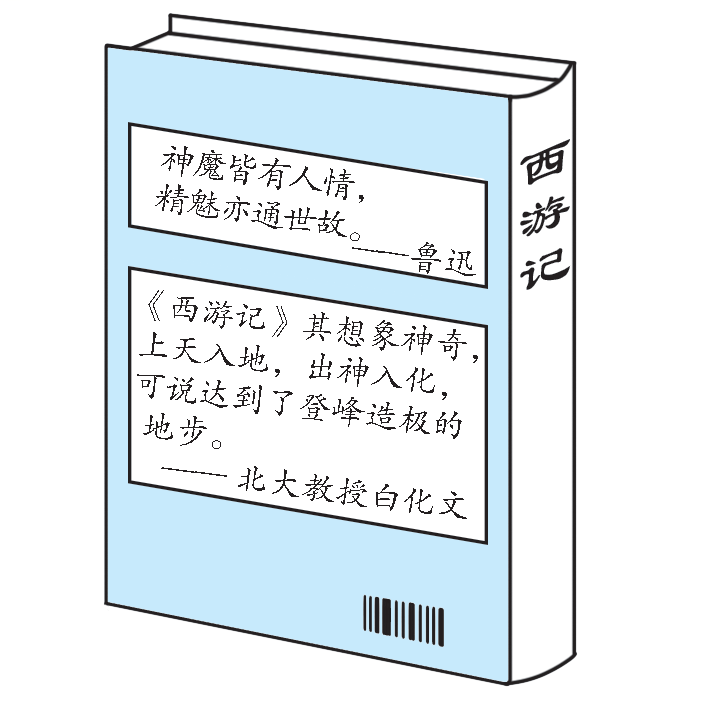 神魔皆有人情，
精魅亦通世故。
——鲁迅
《西游记》其想象神奇，
上天入地，出神入化，
可说达到了登峰造极的
地步。
——北大教授白化文
西游记